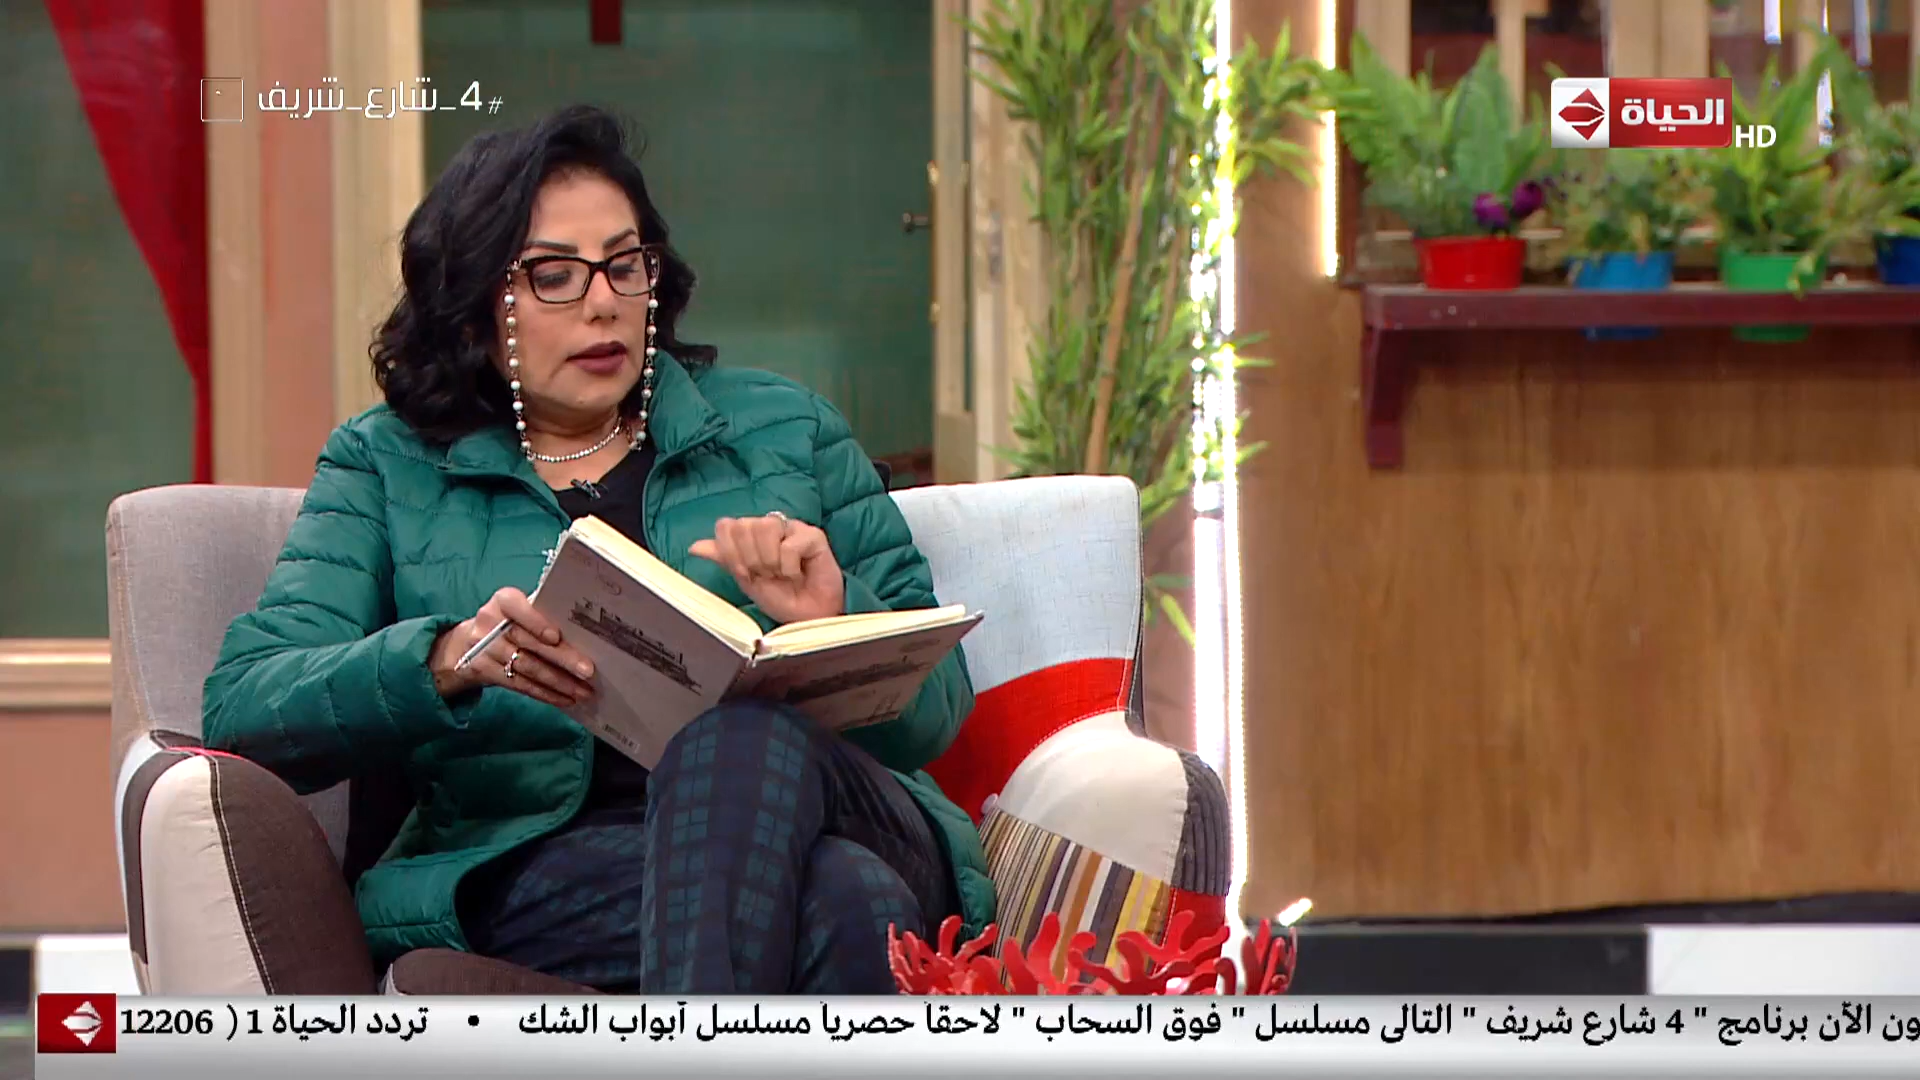 #4_شارع_شريف
الحياة HD
ون الآن برنامج " 4 شارع شريف " التالى مسلسل " فوق السحاب " لاحقاً حصرياً مسلسل أبواب الشك • تردد الحياة 1 ( 12206